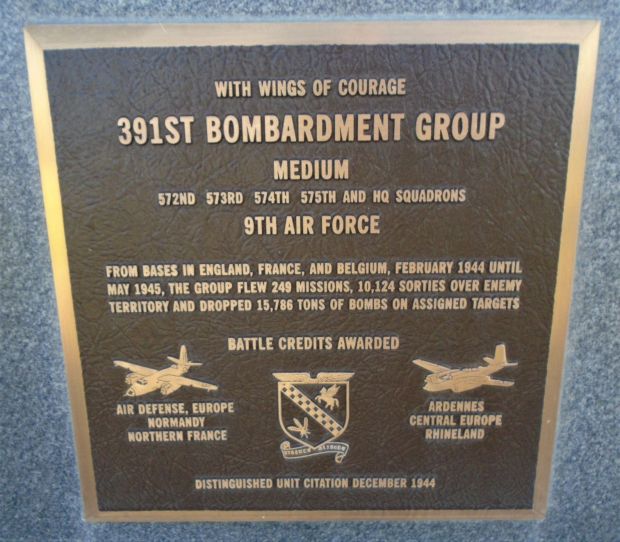 WITH WINGS OF COURAGE
391ST BOMBARDMENT GROUP
MEDIUM
572ND 573RD 574TH 575TH AND HQ SQUADRONS
9TH AIR FORCE
FROM BASES IN ENGLAND, FRANCE, AND BELGIUM, FEBRUARY 1944 UNTIL
MAY 1945, THE GROUP FLEW 249 MISSIONS, 10,124 SORTIES OVER ENEMY
TERRITORY AND DROPPED 15,786 TONS OF BOMBS ON ASSIGNED TARGETS
BATTLE CREDITS AWARDED
AIR DEFENSE, EUROPE
NORMANDY
NORTHERN FRANCE
ARDENNES
CENTRAL EUROPE
RHINELAND
DISTINGUISHED UNIT CITATION DECEMBER 1944